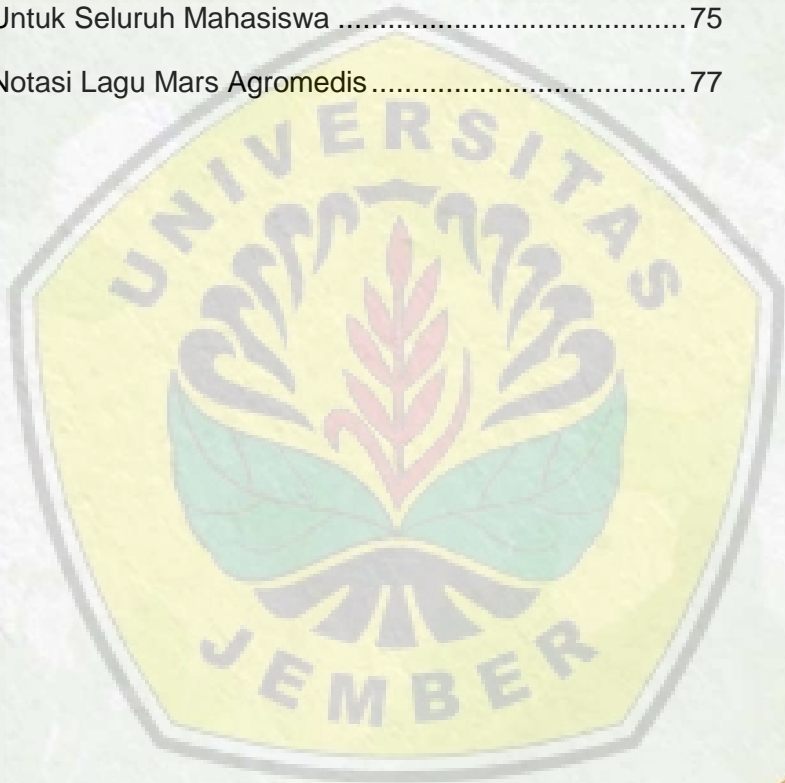 Untuk Seluruh Mahasiswa ..........................................75
Notasi Lagu Mars Agromedis......................................77
UNIVERSITAS
JEMBER